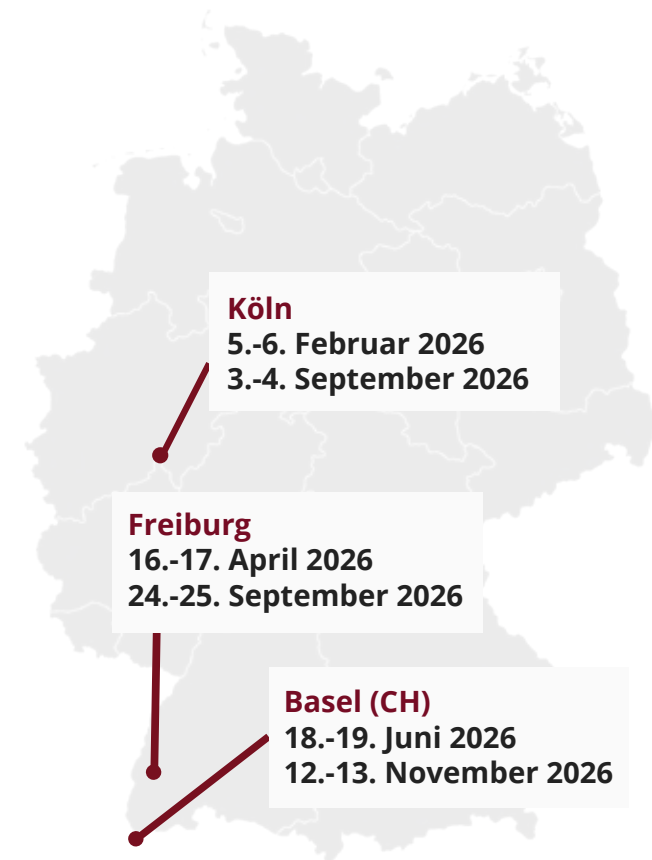 Köln
5.-6. Februar 2026
3.-4. September 2026
Freiburg
16.-17. April 2026
24.-25. September 2026
Basel (CH)
18.-19. Juni 2026
12.-13. November 2026